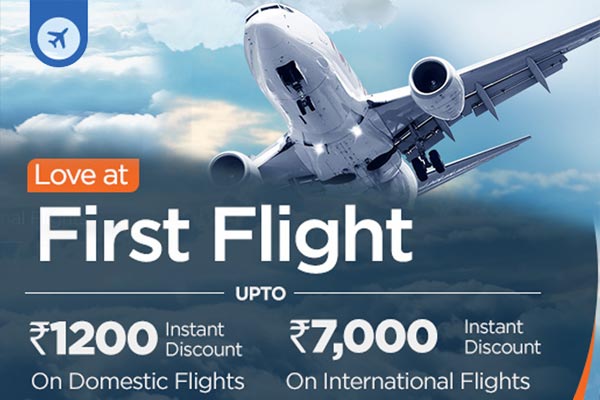 Love at
First Flight
UPTO
₹1200 Instant Discount
On Domestic Flights
₹7,000 Instant Discount
On International Flights